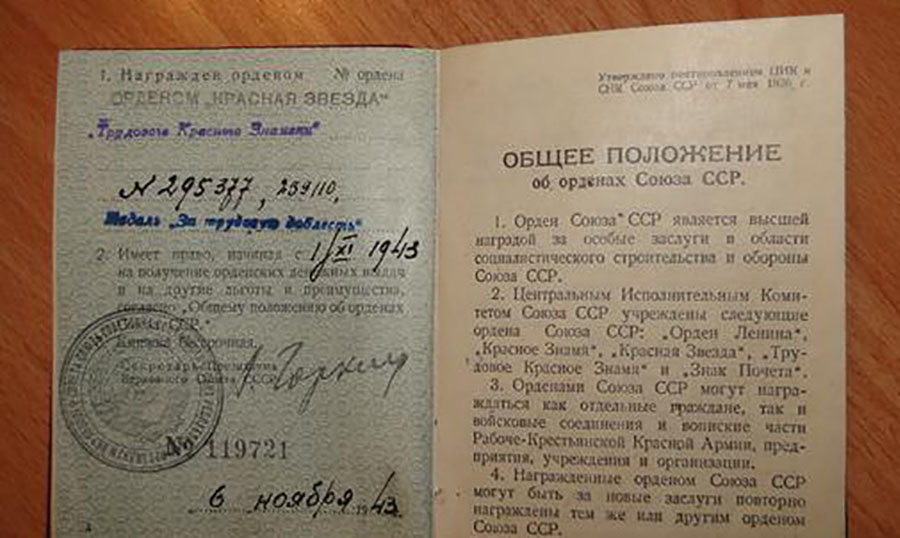 1. Награжден орденом № ордена
ОРДЕНОМ „КРАСНАЯ ЗВЕЗДА"
„Трудового Красного Знамени"
N 295377, 239110,
Медаль „За трудовую доблесть"
2. Имеет право, начиная с 1/XI 1943
на получение орденских денежных выдач
и на другие льготы и преимущества,
согласно „Общему положению об орденах
СССР."
Книжка бессрочная.
Секретарь Президиума
Верховного Совета СССР
А. Горкин
№ 119721
6 ноября 1943.
Утверждено постановлением ЦИК и
СНК Союза ССР от 7 мая 1936 г.
ОБЩЕЕ ПОЛОЖЕНИЕ
об орденах Союза ССР.
1. Орден Союза ССР является высшей
наградой за особые заслуги в области
социалистического строительства и обороны
Союза ССР.
2. Центральным Исполнительным Коми-
тетом Союза ССР учреждены следующие
ордена Союза ССР: „Орден Ленина",
„Красное Знамя", „Красная Звезда", „Тру-
довое Красное Знамя" и „Знак Почета".
3. Орденами Союза ССР могут награ-
ждаться как отдельные граждане, так и
войсковые соединения и воинские части
Рабоче-Крестьянской Красной Армии, пред-
приятия, учреждения и организации.
4. Награжденные орденом Союза ССР
могут быть за новые заслуги повторно
награждены тем же или другим орденом
Союза ССР.